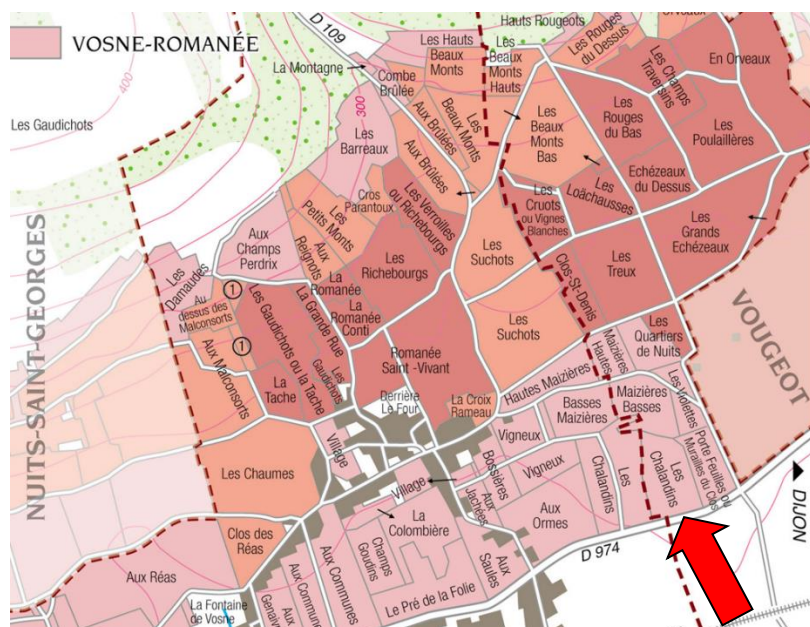 VOSNE-ROMANÉE
D 109
Hauts Rougeots
Les Rouges
du Dessus
Orveaux
En Orveaux
Les Hauts
Beaux
Monts
Les
Beaux
Monts
Hauts
La Montagne
Combe
Brûlée
400
300
Les Gaudichots
Les
Barreaux
Aux Brûlées
Les
Beaux Monts
Aux Brûlées
Les
Beaux
Monts
Bas
Les
Rouges
du Bas
Les Champs
Traversins
Les
Poulaillères
Echézeaux
du Dessus
Les
Loächausses
Les
Cruots
ou Vignes
Blanches
Les
Grands
Echézeaux
Les
Treux
Clos-St-Denis
Cros
Parantoux
Les Verroilles
ou Richebourgs
Les
Petits Monts
Aux
Reignots
Aux
Champs
Perdrix
Les
Richebourgs
Les
Suchots
Les
Suchots
La
Romanée
La
Romanée
Conti
La Grande Rue
Les
Gaudichots
Les Gaudichots ou la Tache
La
Tache
Les
Damaudes
Au
dessus des
Malconsorts
1
1
Aux Malconsorts
NUITS-SAINT-GEORGES
VOUGEOT
Romanée
Saint -Vivant
Derrière
Le Four
La Croix
Rameau
Hautes Maizières
Maizières
Hautes
Les
Quartiers
de Nuits
Basses
Maizières
Maizières
Basses
Les Violettes
Porte Feuilles ou
Murailles du Clos
Les
Chalandins
Les
Chalandins
Vigneux
Vigneux
Bossières
Aux
Jachées
Aux
Ormes
Aux
Saules
Village
Village
La
Colombière
Champs
Goudins
Le Pré de la Folie
Aux Communes
Aux Communes
Aux
Genaivres
Les Chaumes
Clos des
Réas
Aux Réas
La Fontaine
de Vosne
D 974
DIJON